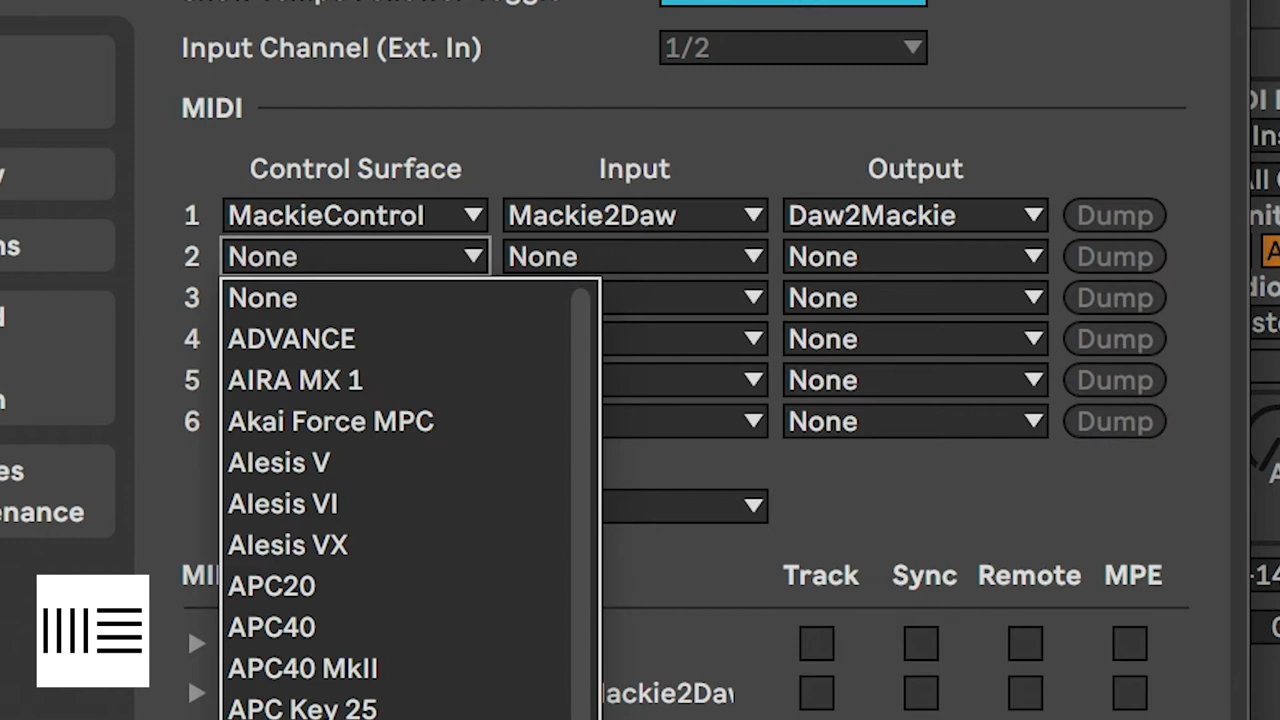 Input Channel (Ext. In) 1/2
MIDI
Control Surface Input Output
1 MackieControl Mackie2Daw Daw2Mackie Dump
2 None None None Dump
3 None None Dump
4 ADVANCE None Dump
5 AIRA MX 1 None Dump
6 Akai Force MPC None Dump
Alesis V
Alesis VI
Alesis VX
APC20
Track Sync Remote MPE
APC40
APC40 MkII
APC Key 25